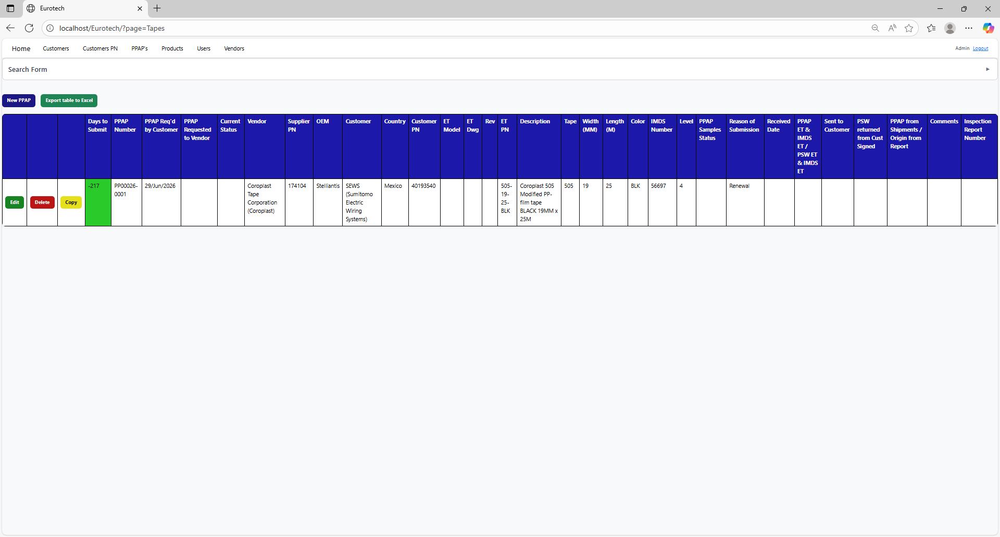 Eurotech
localhost/Eurotech/?page=Tapes
Home Customers Customers PN PPAP's Products Users Vendors Admin Logout
Search Form
New PPAP Export table to Excel
Days to Submit
PPAP Number
PPAP Req'd by Customer
PPAP Requested to Vendor
Current Status
Vendor
Supplier PN
OEM
Customer
Country
Customer PN
ET Model
ET Dwg
Rev
ET PN
Description
Tape
Width (MM)
Length (M)
Color
IMDS Number
Level
PPAP Samples Status
Reason of Submission
Received Date
PPAP ET & IMDS ET / PSW ET & IMDS ET
Sent to Customer
PSW returned from Cust Signed
PPAP from Shipments / Origin from Report
Comments
Inspection Report Number
Edit
Delete
Copy
-217
PP00026-0001
29/Jun/2026
Coroplast Tape Corporation (Coroplast)
174104
Stelliantis
SEWS (Sumitomo Electric Wiring Systems)
Mexico
40193540
505-19-25-BLK
Coroplast 505 Modified PP-film tape BLACK 19MM x 25M
505
19
25
BLK
56697
4
Renewal